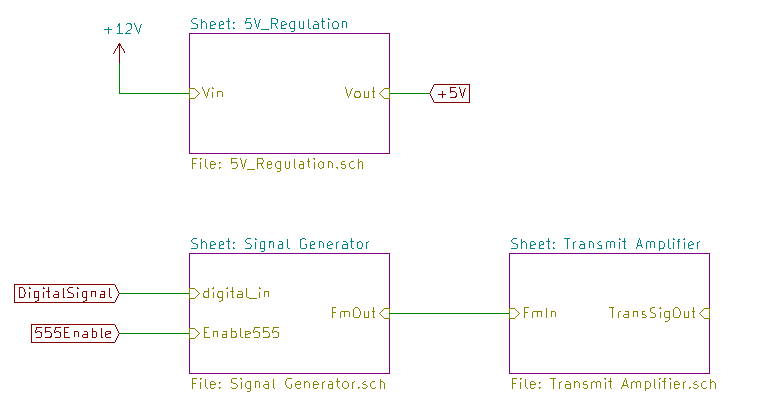 Sheet: 5V_Regulation
+12V
Vin
Vout
+5V
File: 5V_Regulation.sch
Sheet: Signal Generator
Sheet: Transmit Amplifier
DigitalSignal
digital_in
FmOut
FmIn
TransSigOut
555Enable
Enable555
File: Signal Generator.sch
File: Transmit Amplifier.sch